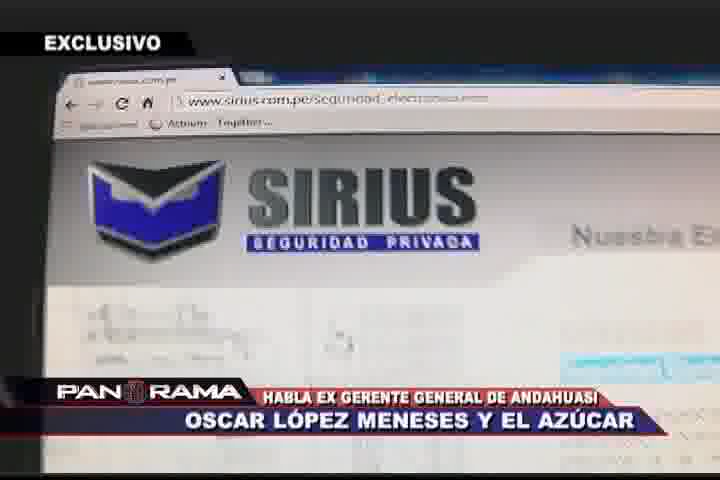 EXCLUSIVO
www.sirius.com.pe/seguridad_electronica
SIRIUS
SEGURIDAD PRIVADA
Nuestra
PANORAMA
HABLA EX GERENTE GENERAL DE ANDAHUASI
OSCAR LÓPEZ MENESES Y EL AZÚCAR